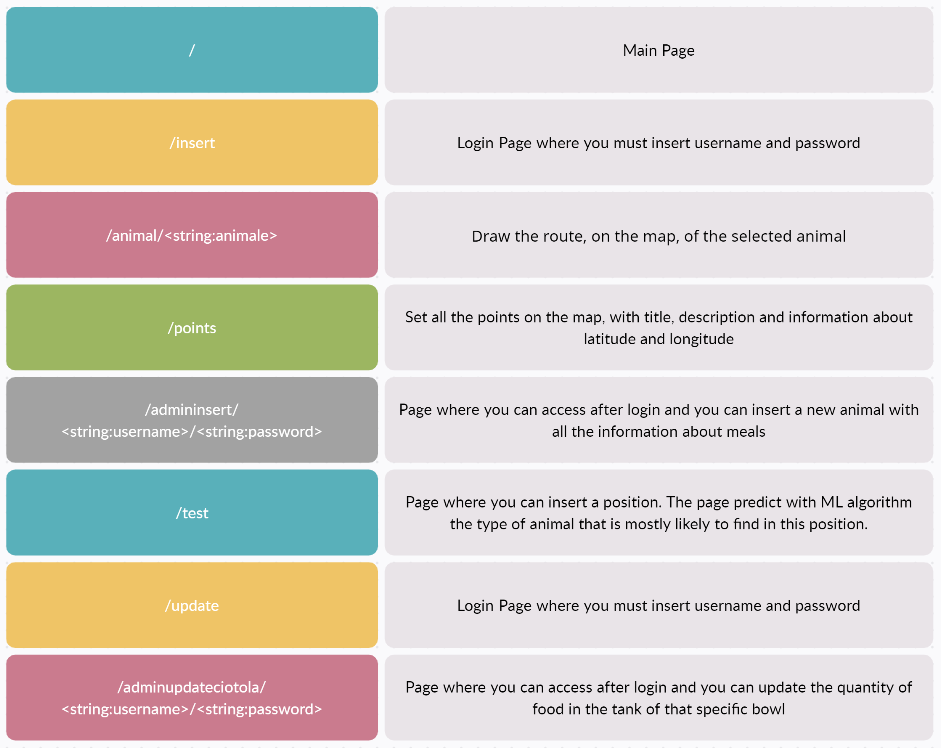 /
Main Page
/insert
Login Page where you must insert username and password
/animal/<string:animale>
Draw the route, on the map, of the selected animal
/points
Set all the points on the map, with title, description and information about
latitude and longitude
/admininsert/
<string:username>/<string:password>
Page where you can access after login and you can insert a new animal with
all the information about meals
/test
Page where you can insert a position. The page predict with ML algorithm
the type of animal that is mostly likely to find in this position.
/update
Login Page where you must insert username and password
/adminupdateciotola/
<string:username>/<string:password>
Page where you can access after login and you can update the quantity of
food in the tank of that specific bowl